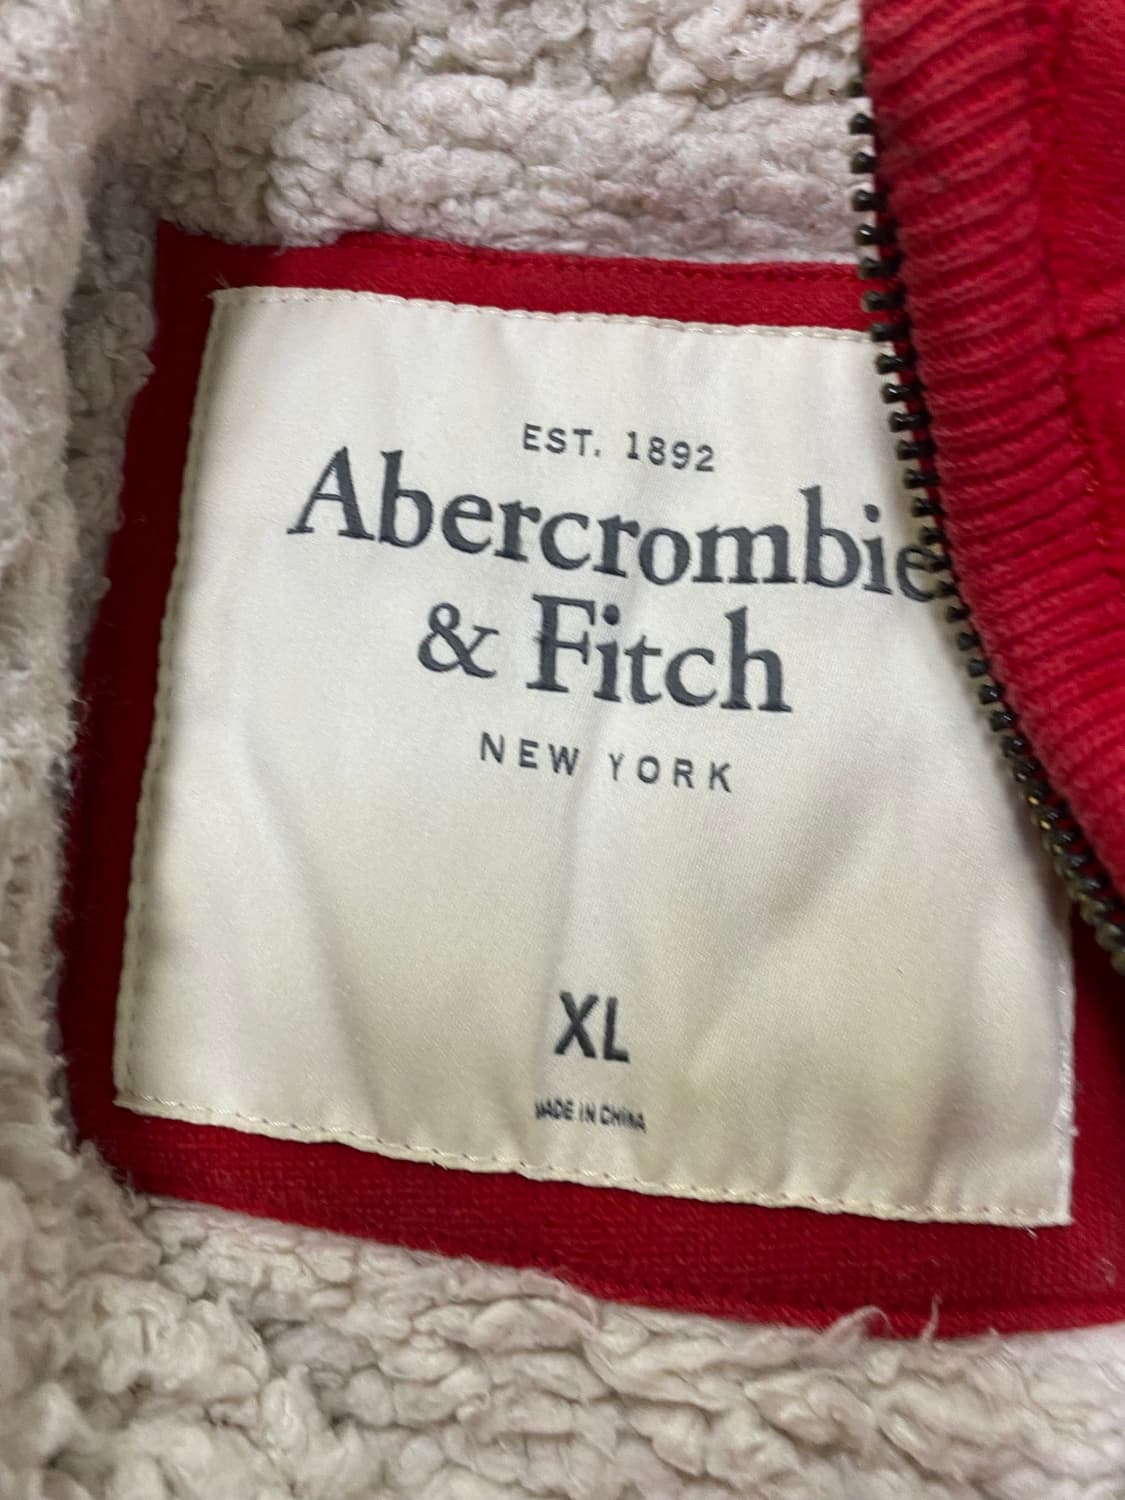 EST. 1892
Abercrombie
& Fitch
NEW YORK
XL
MADE IN CHINA